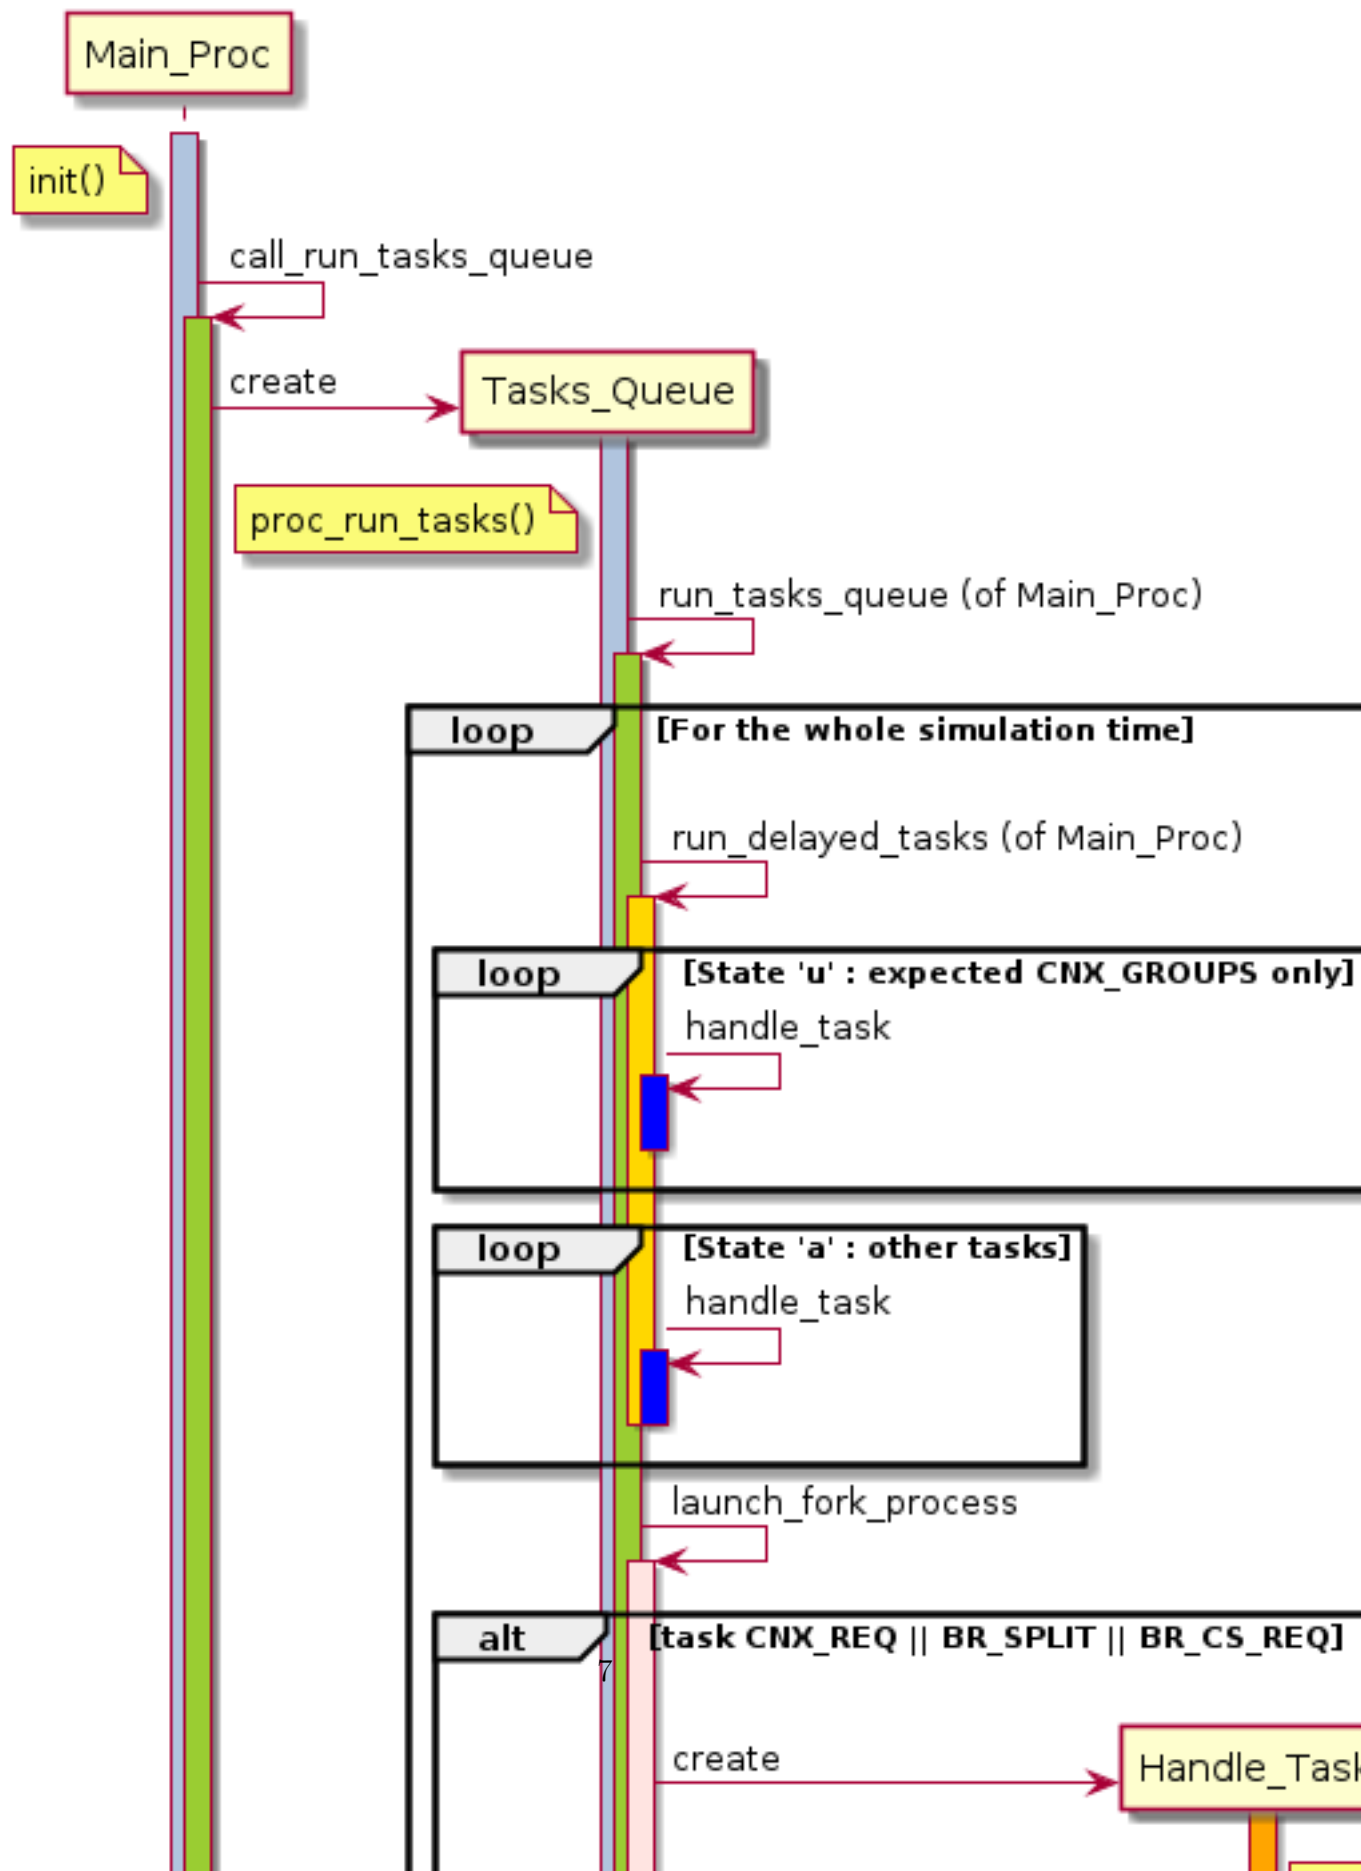 Main_Proc
init()
call_run_tasks_queue
create
Tasks_Queue
proc_run_tasks()
run_tasks_queue (of Main_Proc)
loop [For the whole simulation time]
run_delayed_tasks (of Main_Proc)
loop [State 'u' : expected CNX_GROUPS only]
handle_task
loop [State 'a' : other tasks]
handle_task
launch_fork_process
alt [task CNX_REQ || BR_SPLIT || BR_CS_REQ]
7
create
Handle_Task